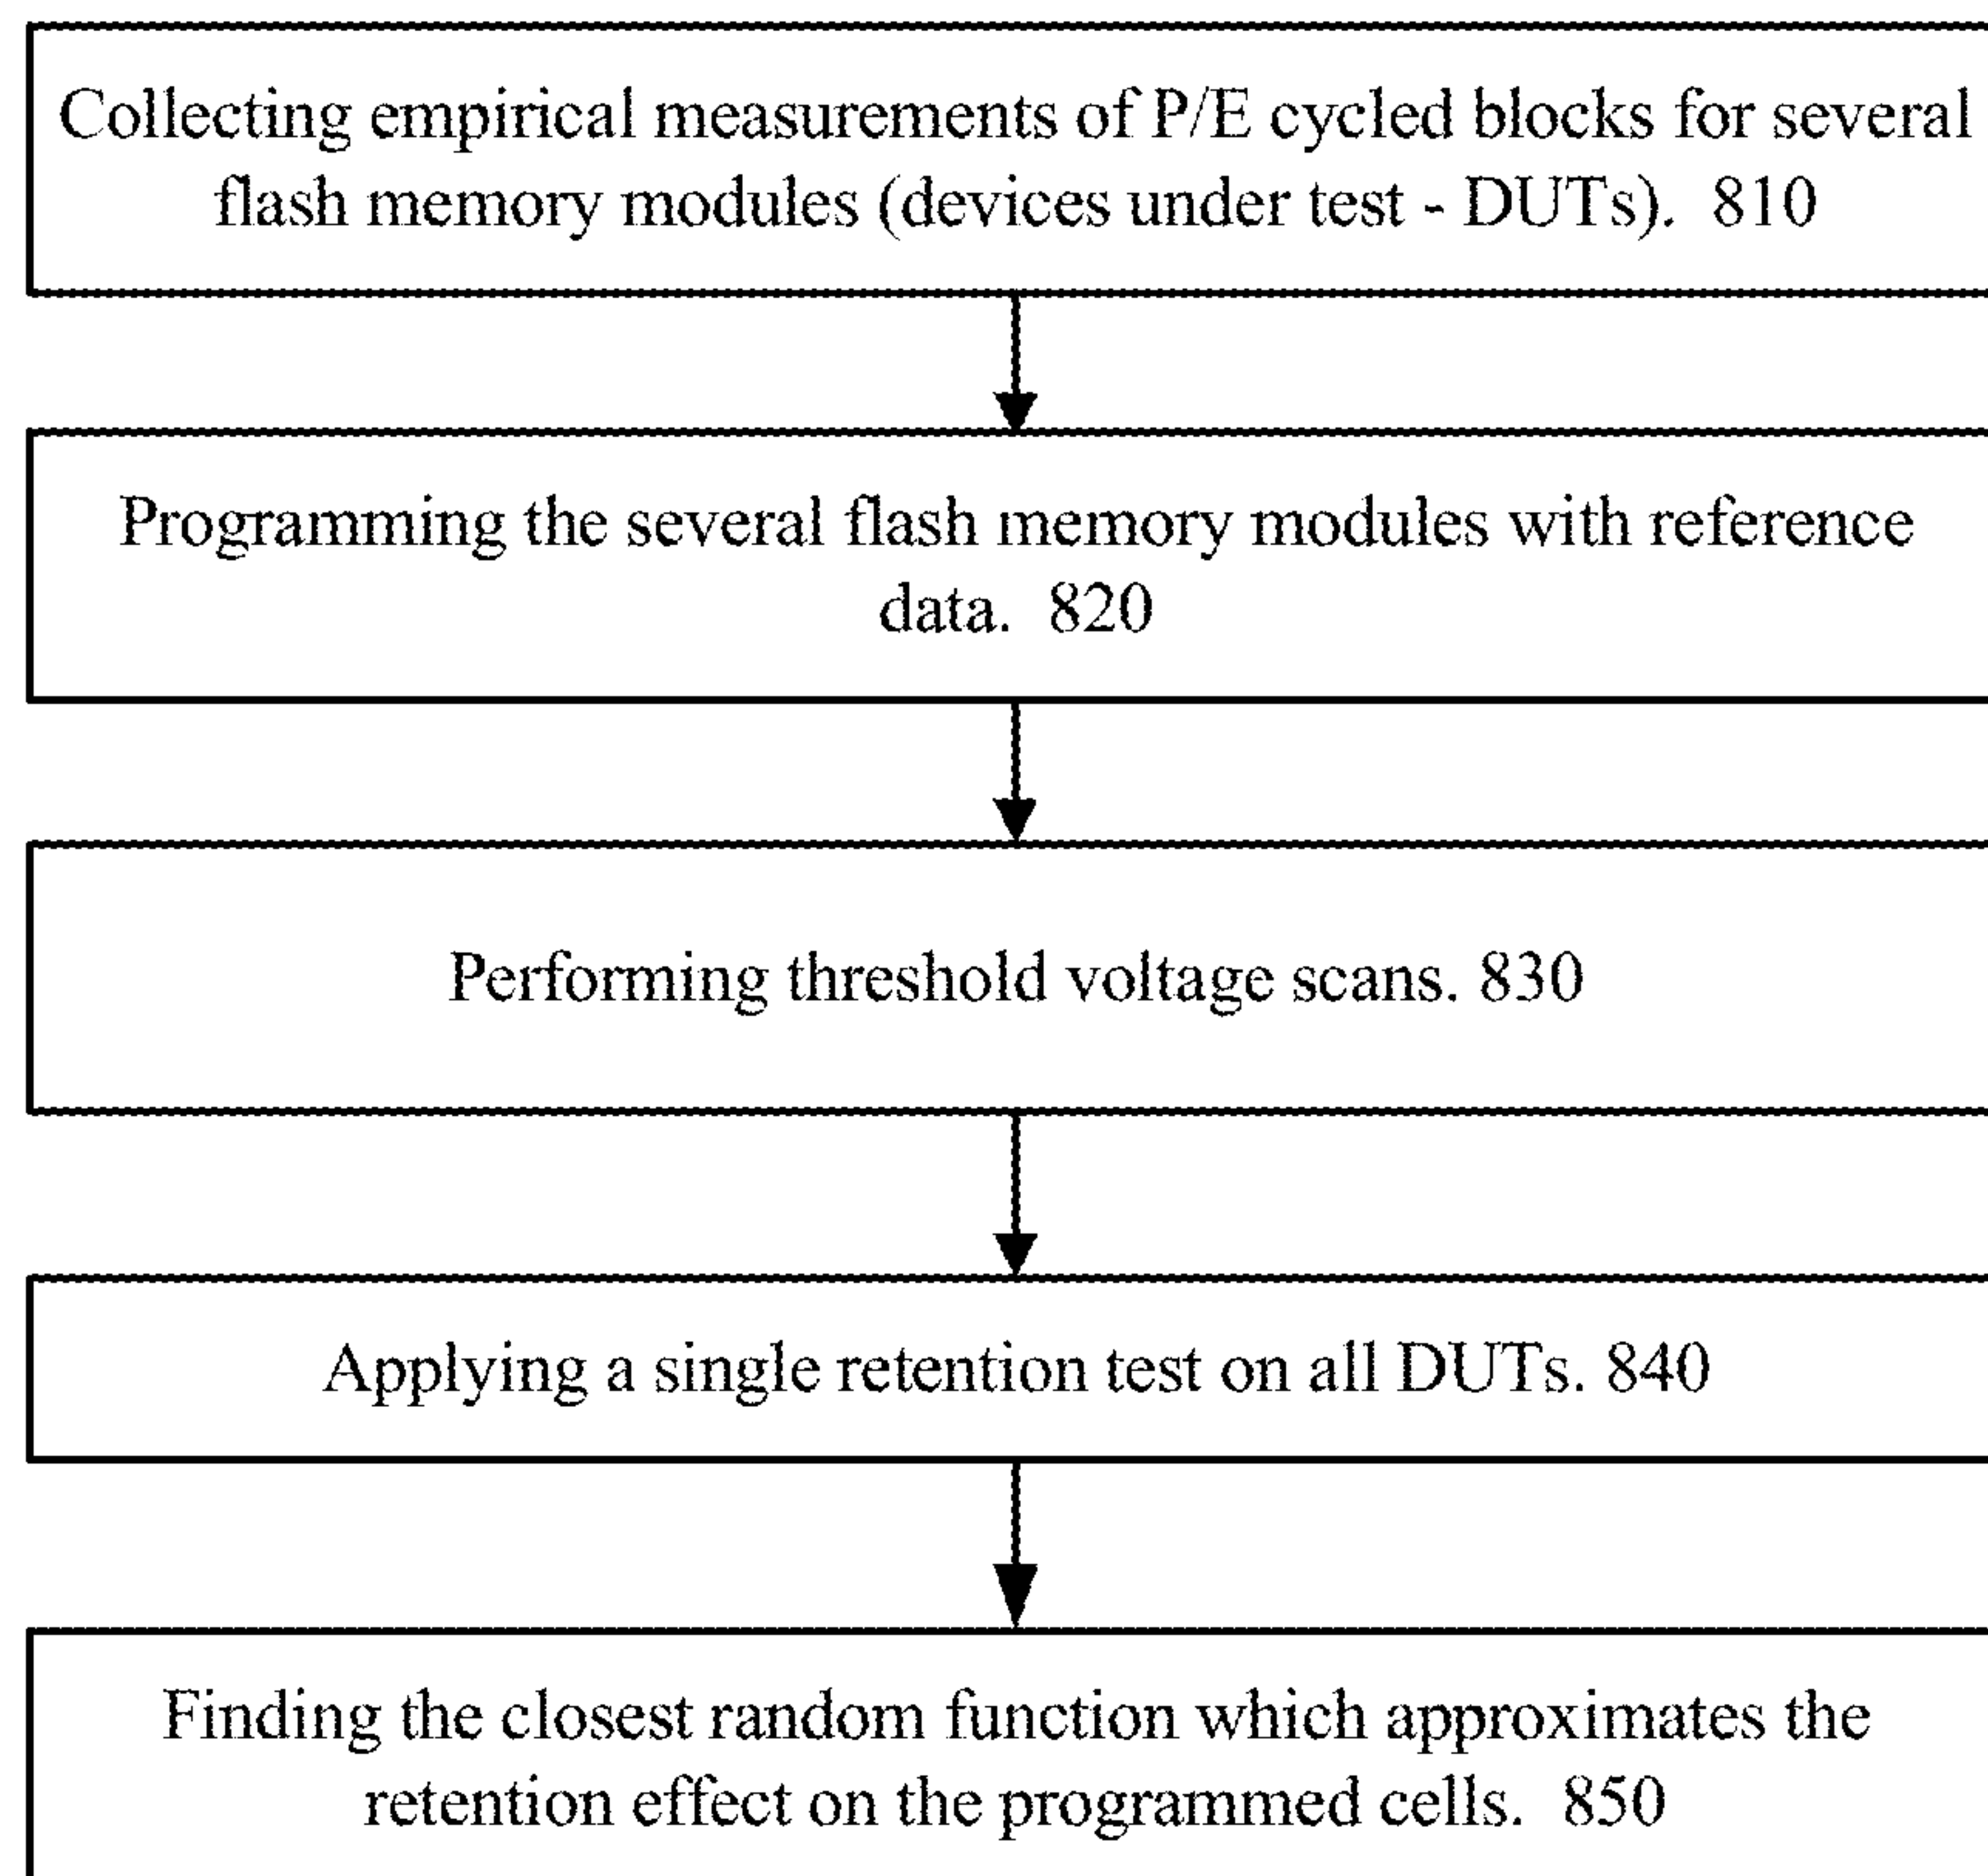 Collecting empirical measurements of P/E cycled blocks for several
flash memory modules (devices under test - DUTs).  810
Programming the several flash memory modules with reference
data.  820
Performing threshold voltage scans. 830
Applying a single retention test on all DUTs. 840
Finding the closest random function which approximates the
retention effect on the programmed cells.  850